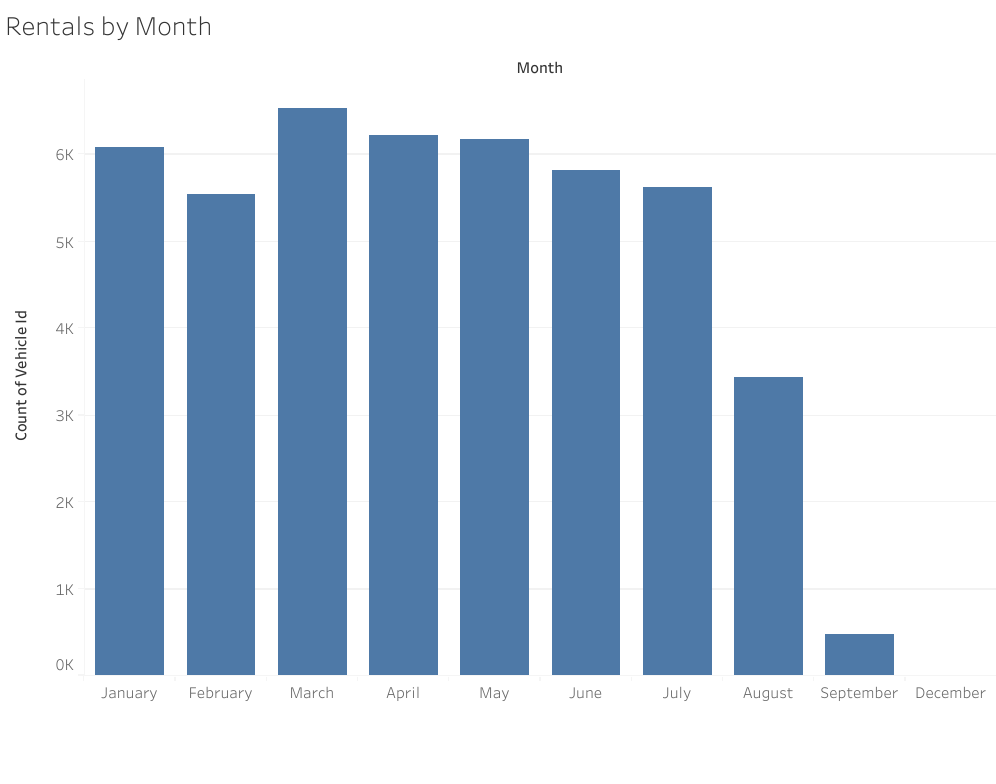 Rentals by Month
Month
6K
5K
4K
3K
2K
1K
0K
Count of Vehicle Id
January February March April May June July August September December